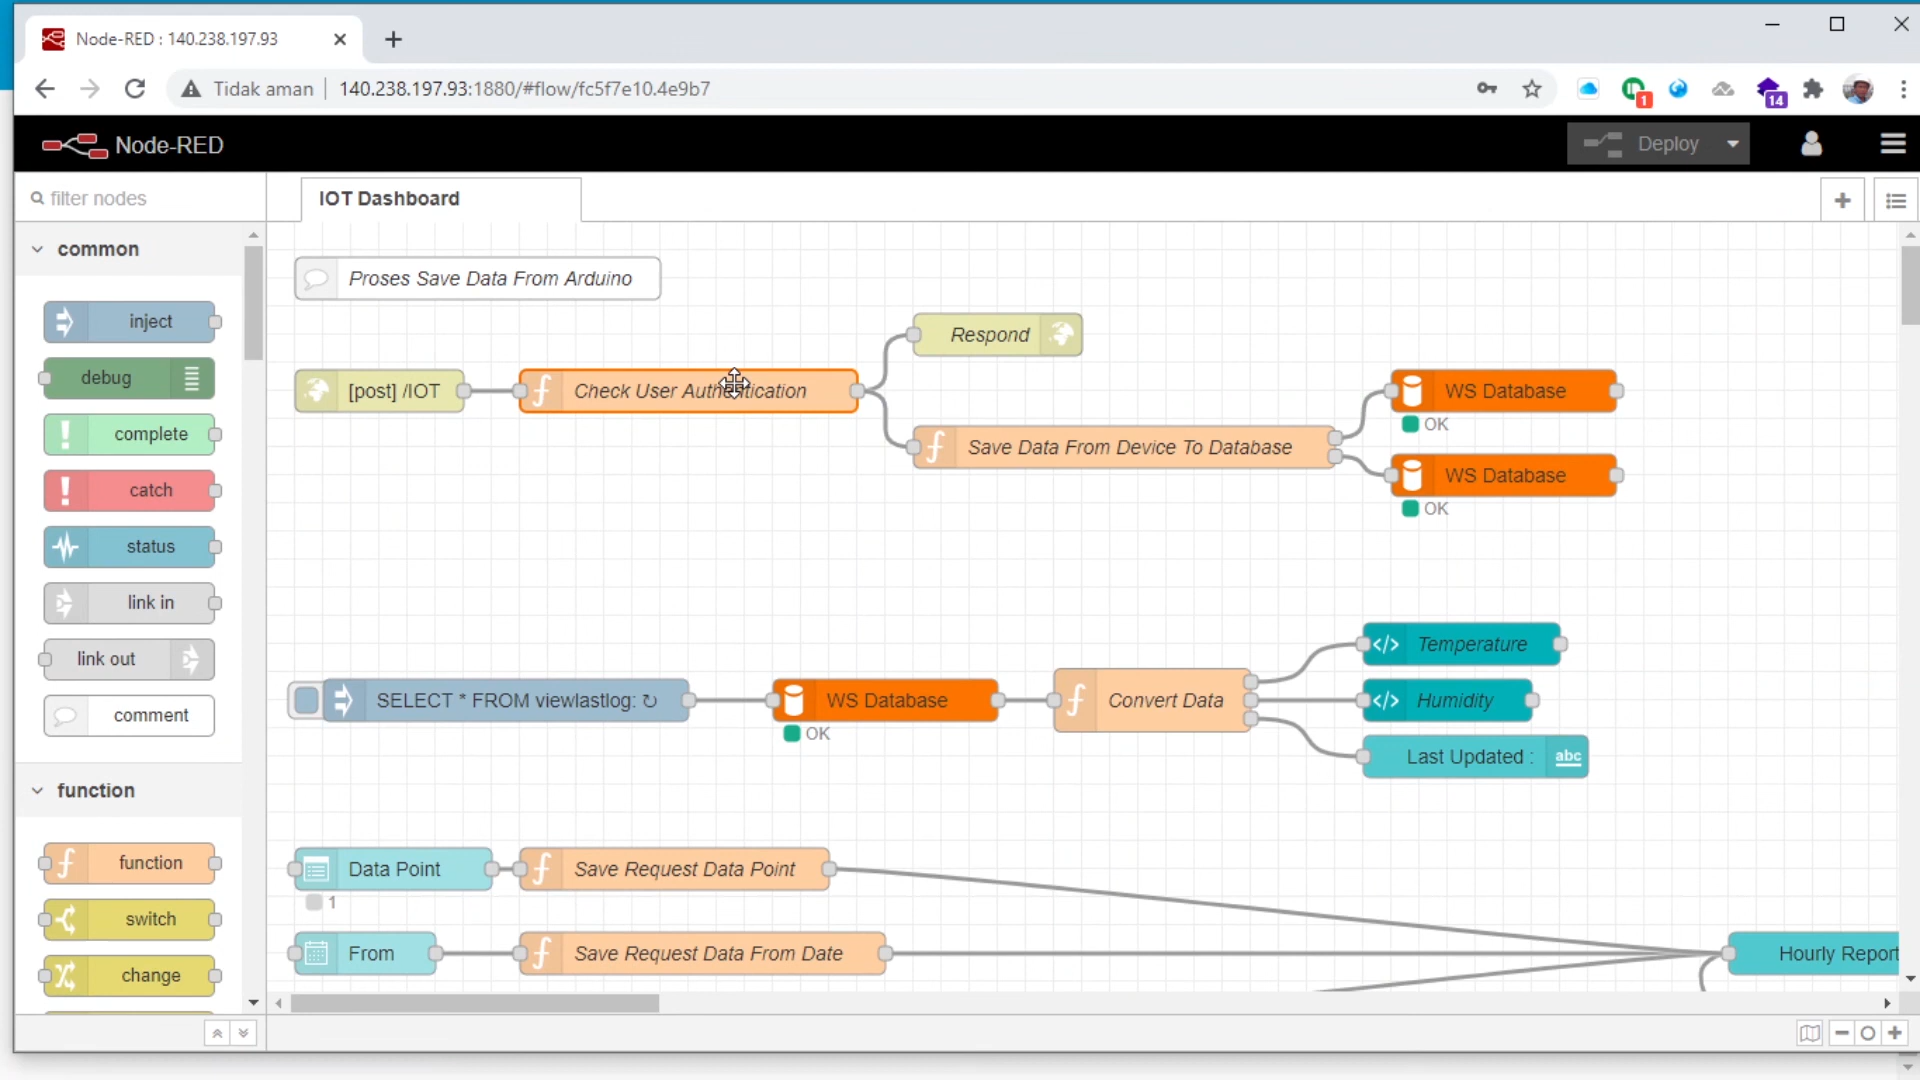 Node-RED : 140.238.197.93
Tidak aman
140.238.197.93:1880/#flow/fc5f7e10.4e9b7
1
14
Node-RED
Deploy
filter nodes
IOT Dashboard
common
inject
debug
complete
catch
status
link in
link out
comment
function
function
switch
change
Proses Save Data From Arduino
Respond
[post] /IOT
Check User Authentication
WS Database
OK
Save Data From Device To Database
WS Database
OK
Temperature
SELECT * FROM viewlastlog: ↻
WS Database
OK
Convert Data
Humidity
Last Updated :
abc
Data Point
1
Save Request Data Point
From
Save Request Data From Date
Hourly Report